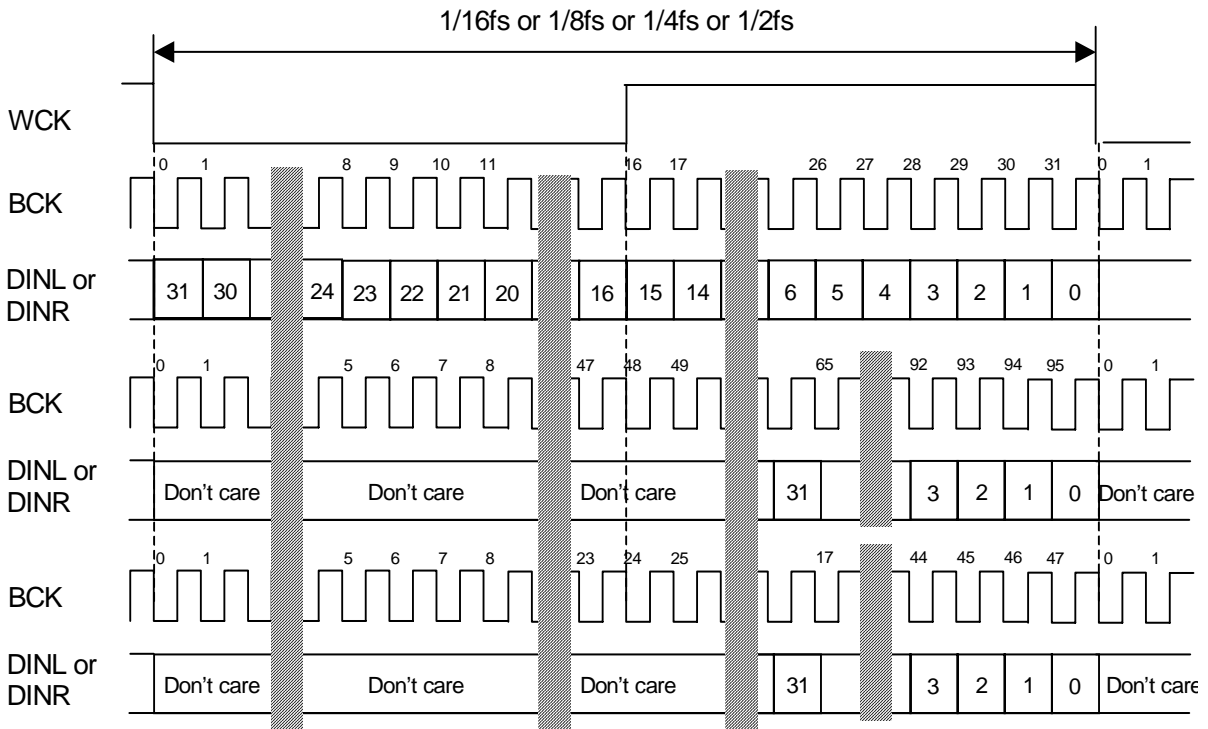 1/16fs or 1/8fs or 1/4fs or 1/2fs
WCK
0 1 8 9 10 11 16 17 26 27 28 29 30 31 0 1
BCK
DINL or
DINR
31 30 24 23 22 21 20 16 15 14 6 5 4 3 2 1 0
0 1 5 6 7 8 47 48 49 65 92 93 94 95 0 1
BCK
DINL or
DINR
Don't care Don't care Don't care 31 3 2 1 0 Don't care
0 1 5 6 7 8 23 24 25 17 44 45 46 47 0 1
BCK
DINL or
DINR
Don't care Don't care Don't care 31 3 2 1 0 Don't care